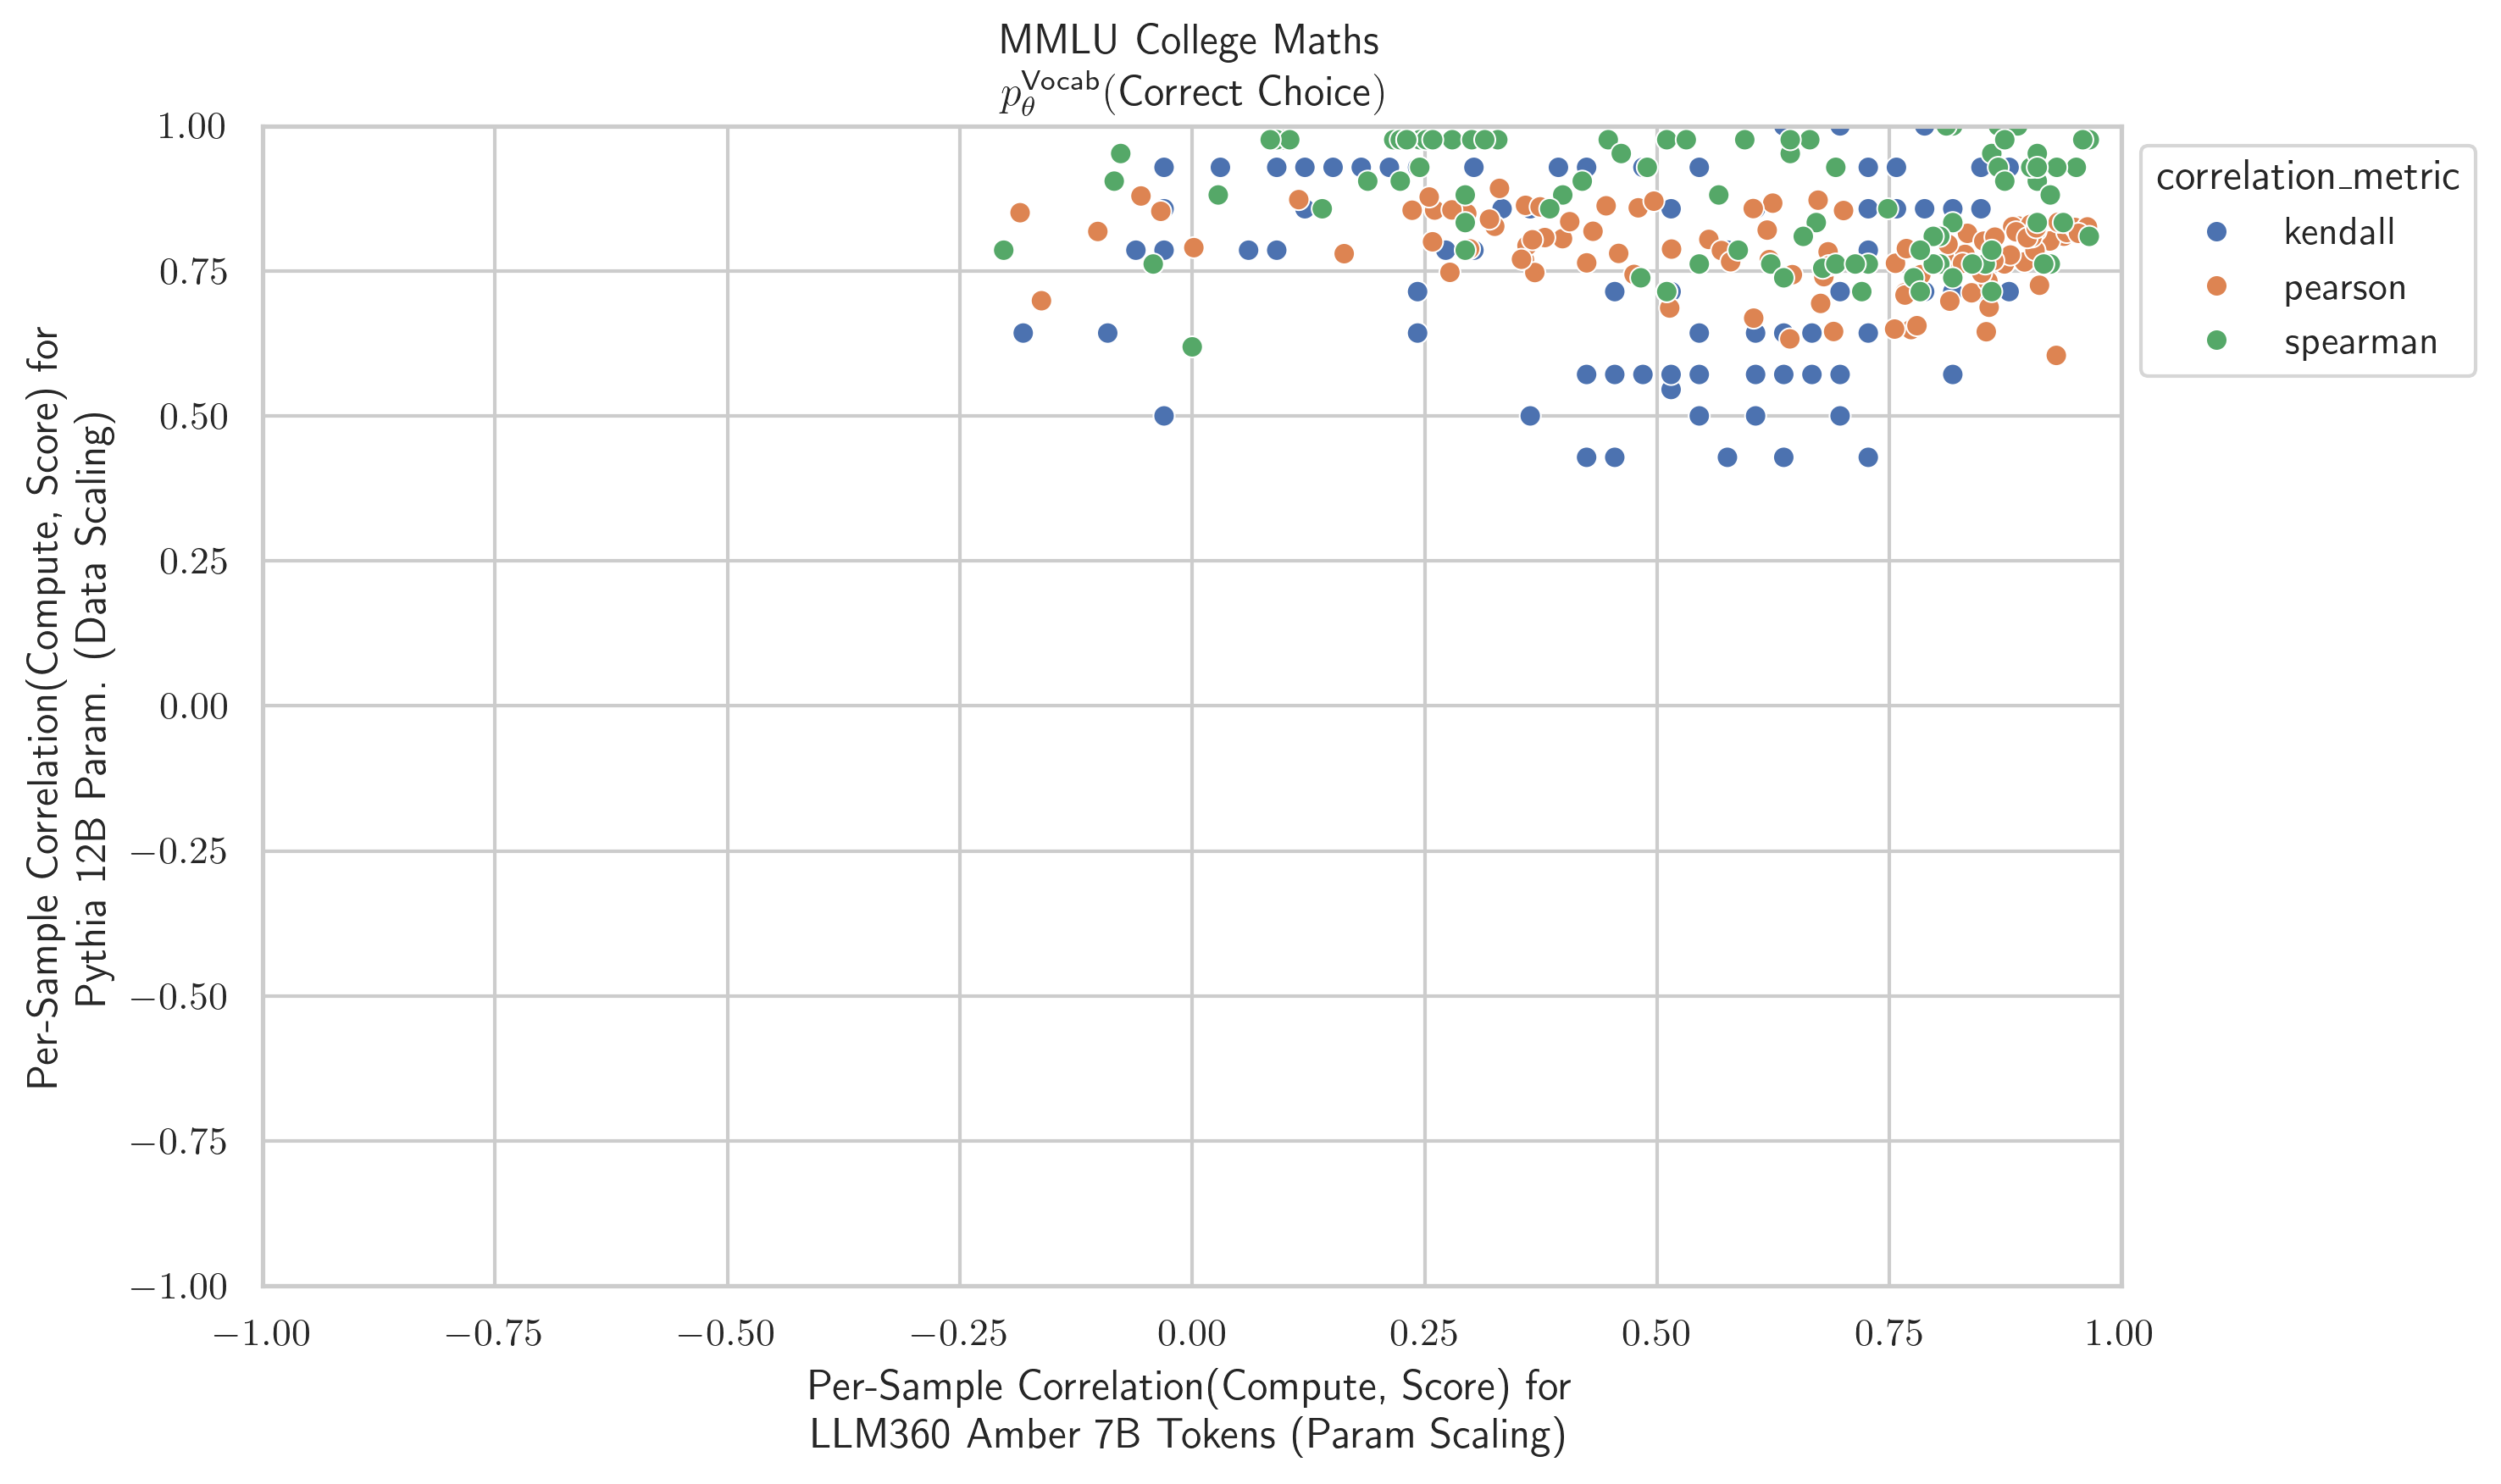 MMLU College Maths
p_θ^Vocab(Correct Choice)
Per-Sample Correlation(Compute, Score) for
Pythia 12B Param. (Data Scaling)
1.00
0.75
0.50
0.25
0.00
−0.25
−0.50
−0.75
−1.00
−1.00 −0.75 −0.50 −0.25 0.00 0.25 0.50 0.75 1.00
Per-Sample Correlation(Compute, Score) for
LLM360 Amber 7B Tokens (Param Scaling)
correlation_metric
kendall
pearson
spearman